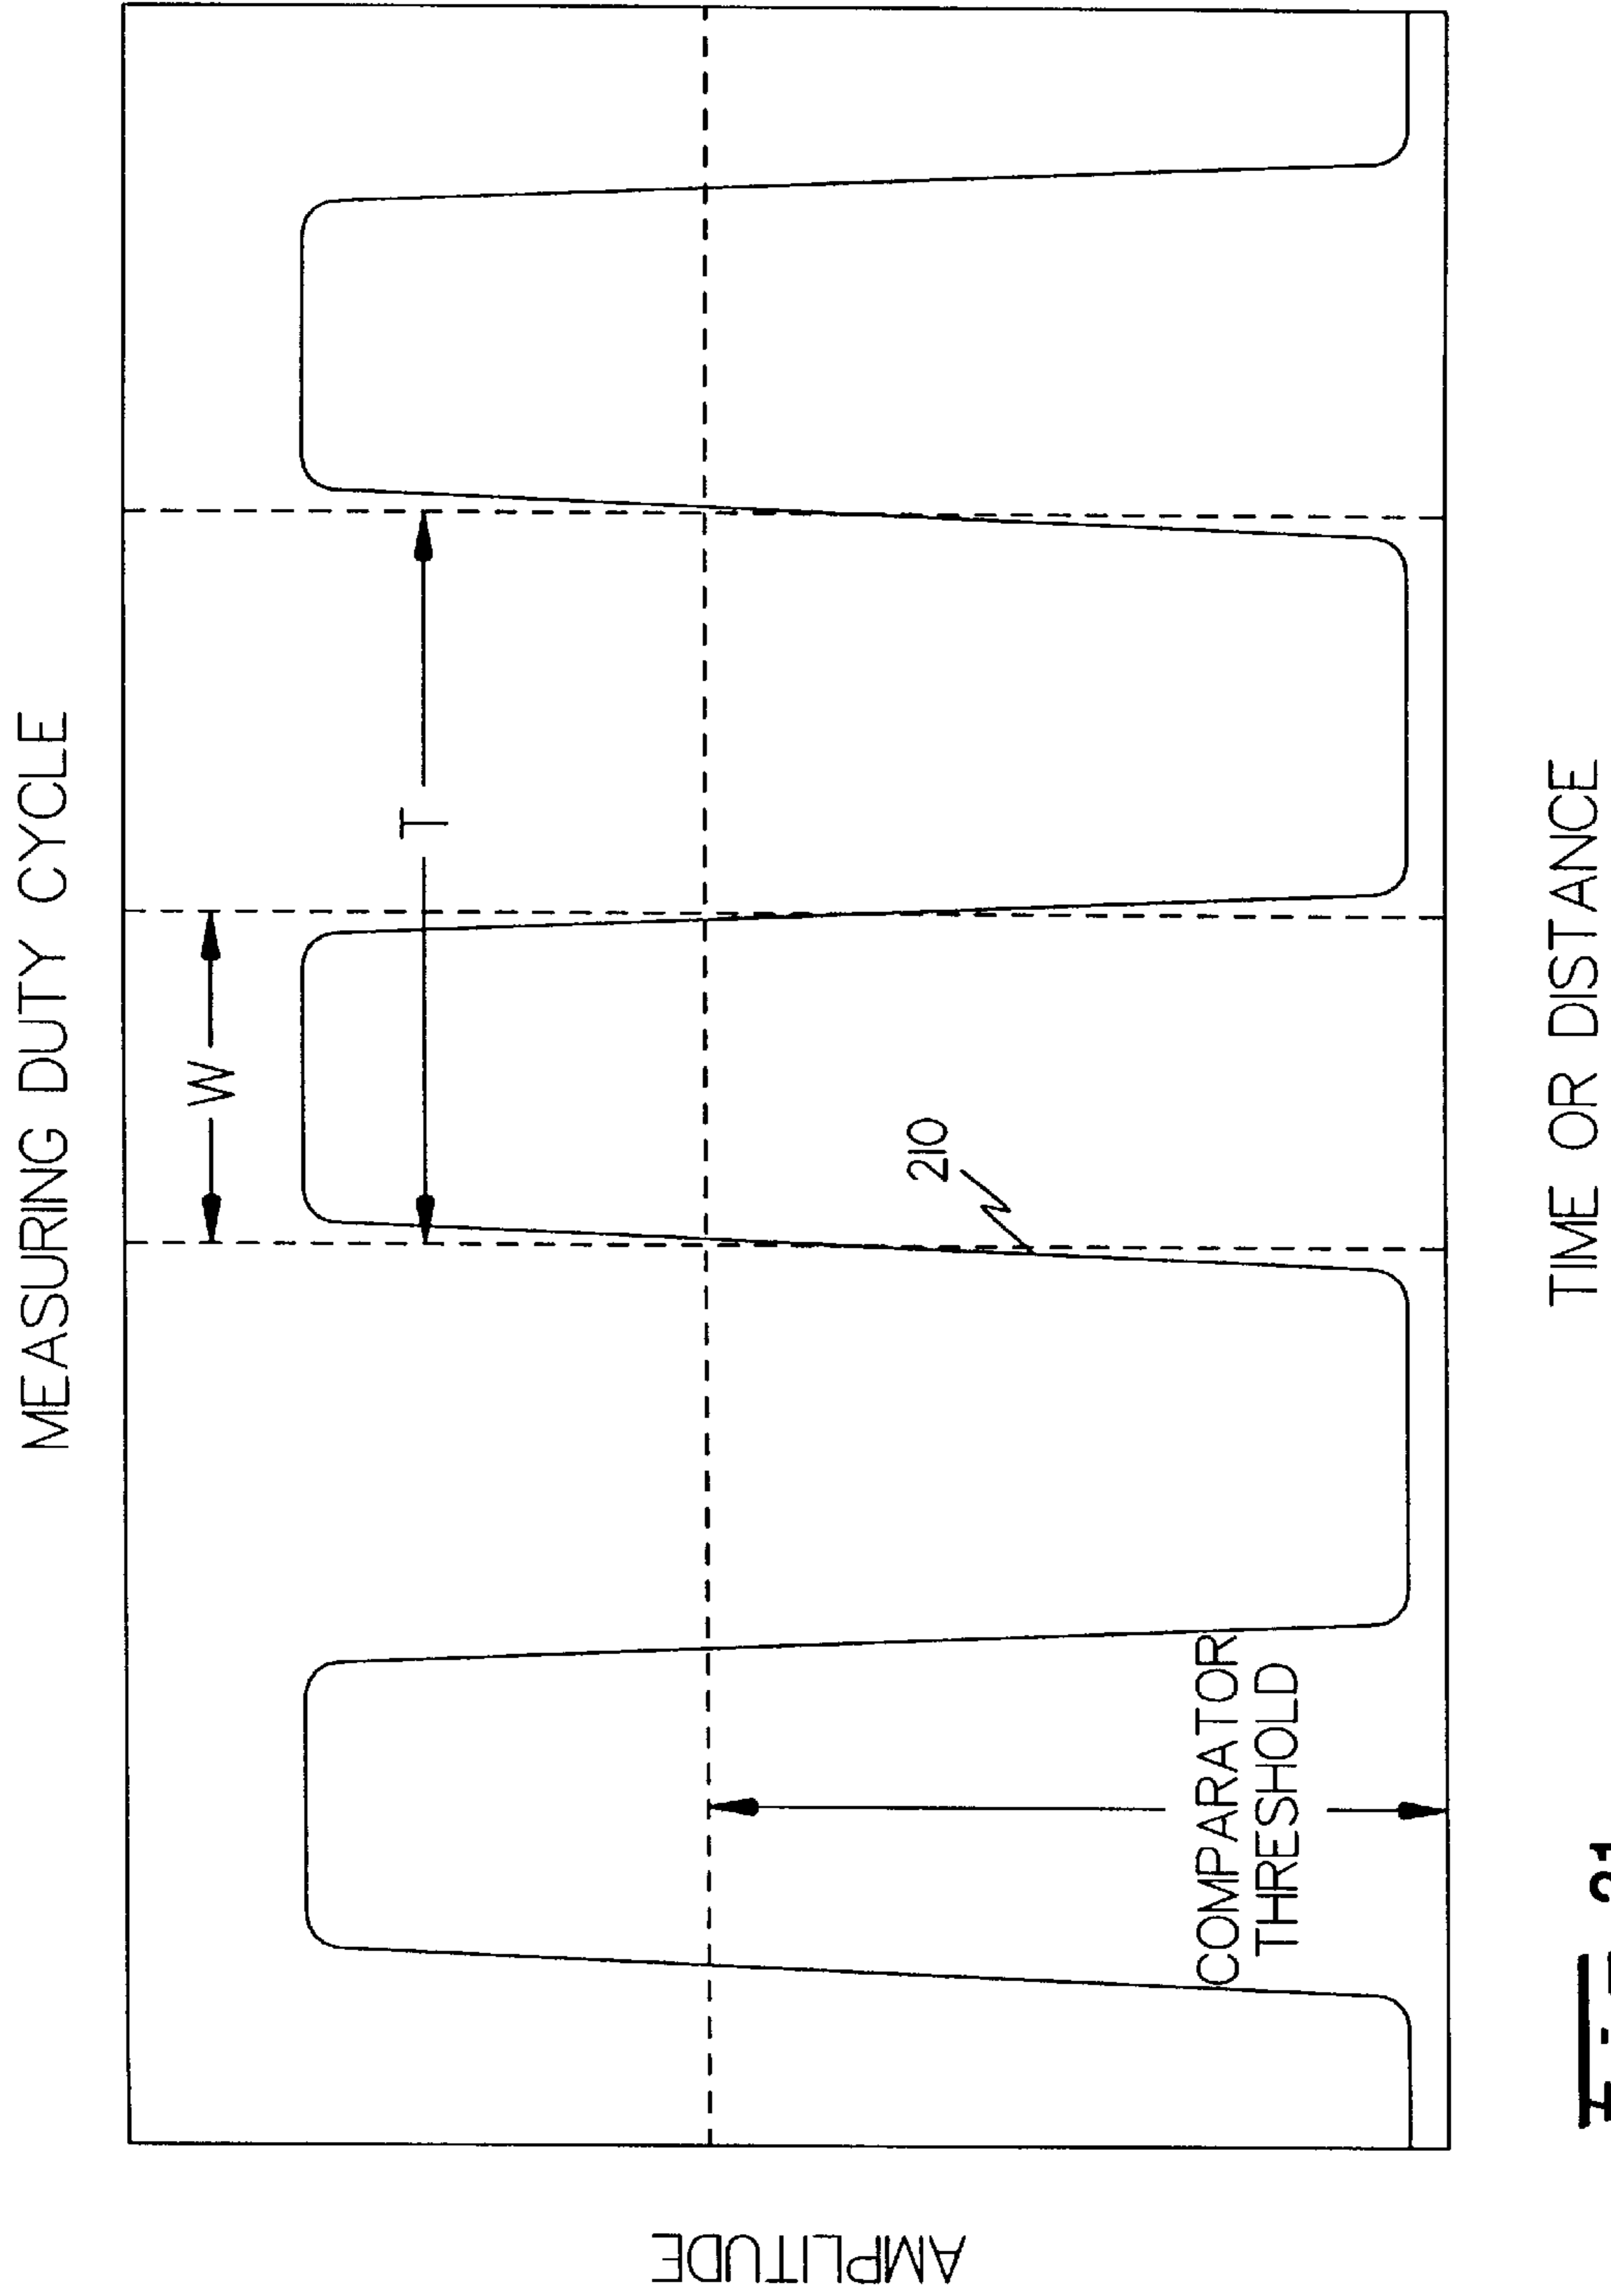 MEASURING DUTY CYCLE
W
T
210
COMPARATOR
THRESHOLD
AMPLITUDE
TIME OR DISTANCE